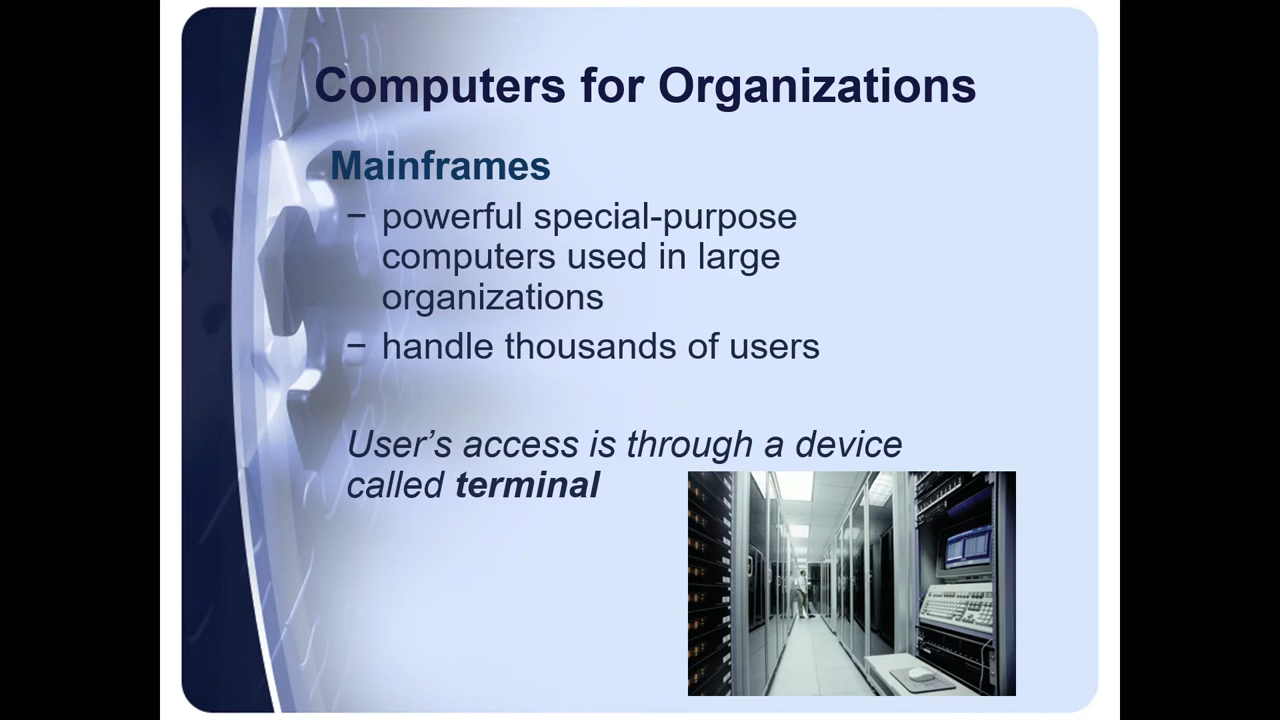 Computers for Organizations
Mainframes
− powerful special-purpose
computers used in large
organizations
− handle thousands of users
User’s access is through a device
called terminal